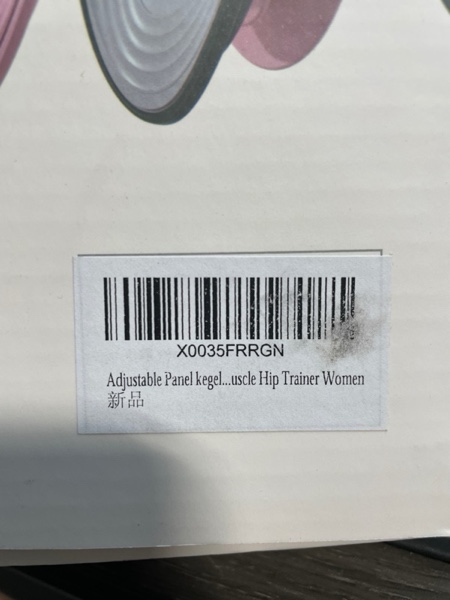 X0035FRRGN
Adjustable Panel kegel...uscle Hip Trainer Women
新品